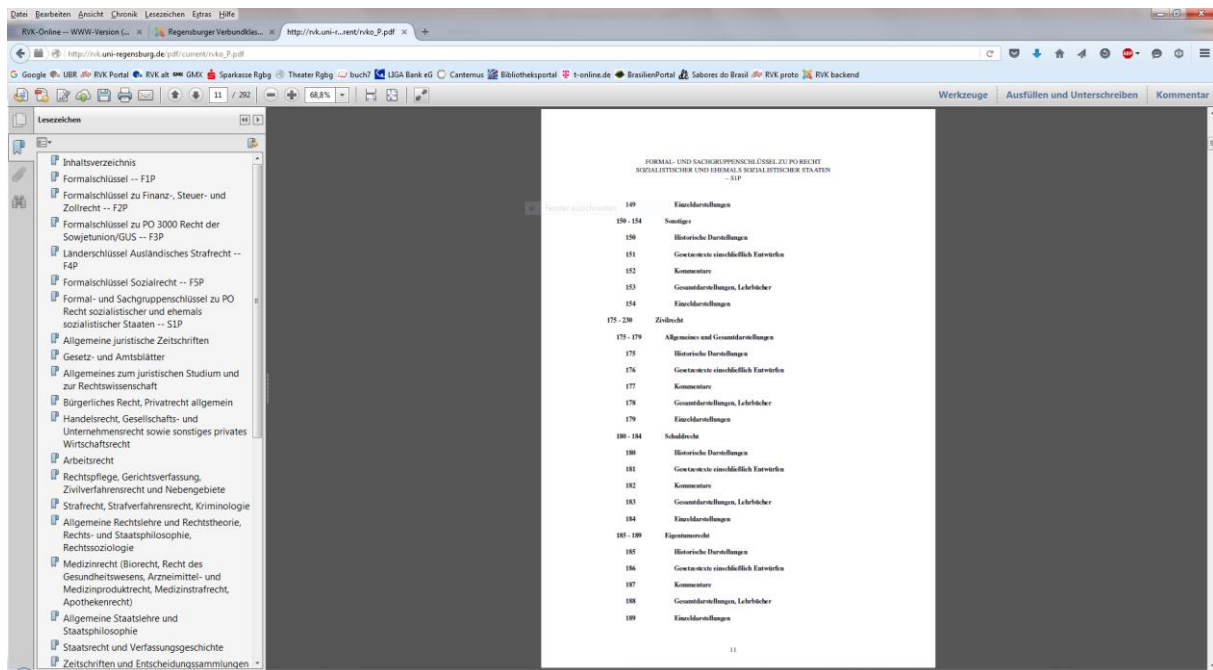 Datei Bearbeiten Ansicht Chronik Lesezeichen Extras Hilfe
RVK-Online -- WWW-Version (... × Regensburger Verbundklas... × http://rvk.uni-r...rent/rvko_P.pdf × +
http://rvk.uni-regensburg.de/pdf/current/rvko_P.pdf
Google UBR RVK Portal RVK alt GMX Sparkasse Rgbg Theater Rgbg buch7 LIGA Bank eG Cantemus Bibliotheksportal t-online.de BrasilienPortal Sabores do Brasil RVK proto RVK backend
11 / 292 68,8% Werkzeuge Ausfüllen und Unterschreiben Kommentar
Lesezeichen
Inhaltsverzeichnis
Formalschlüssel -- F1P
Formalschlüssel zu Finanz-, Steuer- und
Zollrecht -- F2P
Formalschlüssel zu PO 3000 Recht der
Sowjetunion/GUS -- F3P
Länderschlüssel Ausländisches Strafrecht --
F4P
Formalschlüssel Sozialrecht -- F5P
Formal- und Sachgruppenschlüssel zu PO
Recht sozialistischer und ehemals
sozialistischer Staaten -- S1P
Allgemeine juristische Zeitschriften
Gesetz- und Amtsblätter
Allgemeines zum juristischen Studium und
zur Rechtswissenschaft
Bürgerliches Recht, Privatrecht allgemein
Handelsrecht, Gesellschafts- und
Unternehmensrecht sowie sonstiges privates
Wirtschaftsrecht
Arbeitsrecht
Rechtspflege, Gerichtsverfassung,
Zivilverfahrensrecht und Nebengebiete
Strafrecht, Strafverfahrensrecht, Kriminologie
Allgemeine Rechtslehre und Rechtstheorie,
Rechts- und Staatsphilosophie,
Rechtssoziologie
Medizinrecht (Biorecht, Recht des
Gesundheitswesens, Arzneimittel- und
Medizinproduktrecht, Medizinstrafrecht,
Apothekenrecht)
Allgemeine Staatslehre und
Staatsphilosophie
Staatsrecht und Verfassungsgeschichte
Zeitschriften und Entscheidungssammlungen
FORMAL- UND SACHGRUPPENSCHLÜSSEL ZU PO RECHT
SOZIALISTISCHER UND EHEMALS SOZIALISTISCHER STAATEN
– S1P
Fenster ausschneiden
149 Einzeldarstellungen
150 - 154 Sonstiges
150 Historische Darstellungen
151 Gesetzestexte einschließlich Entwürfen
152 Kommentare
153 Gesamtdarstellungen, Lehrbücher
154 Einzeldarstellungen
175 - 230 Zivilrecht
175 - 179 Allgemeines und Gesamtdarstellungen
175 Historische Darstellungen
176 Gesetzestexte einschließlich Entwürfen
177 Kommentare
178 Gesamtdarstellungen, Lehrbücher
179 Einzeldarstellungen
180 - 184 Schuldrecht
180 Historische Darstellungen
181 Gesetzestexte einschließlich Entwürfen
182 Kommentare
183 Gesamtdarstellungen, Lehrbücher
184 Einzeldarstellungen
185 - 189 Eigentumsrecht
185 Historische Darstellungen
186 Gesetzestexte einschließlich Entwürfen
187 Kommentare
188 Gesamtdarstellungen, Lehrbücher
189 Einzeldarstellungen
11